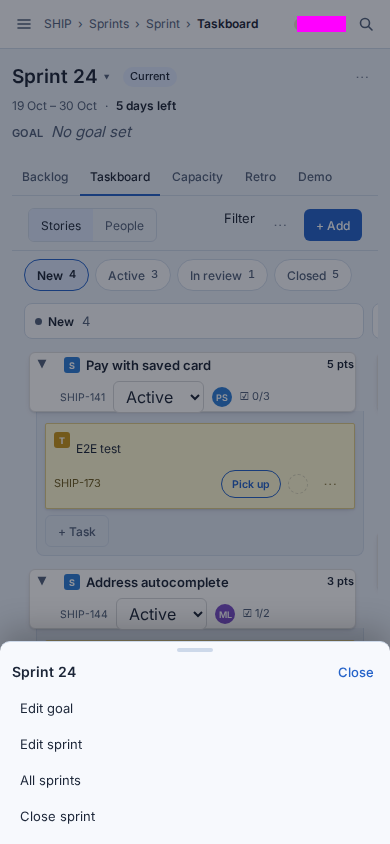 SHIP › Sprints › Sprint › Taskboard
Sprint 24 ▾ Current ...
19 Oct – 30 Oct · 5 days left
GOAL No goal set
Backlog Taskboard Capacity Retro Demo
Stories People Filter ... + Add
New 4 Active 3 In review 1 Closed 5
New 4
▼ S Pay with saved card 5 pts
SHIP-141 Active PS ☑ 0/3
T E2E test
SHIP-173 Pick up ...
+ Task
▼ S Address autocomplete 3 pts
SHIP-144 Active ML ☑ 1/2
Sprint 24 Close
Edit goal
Edit sprint
All sprints
Close sprint